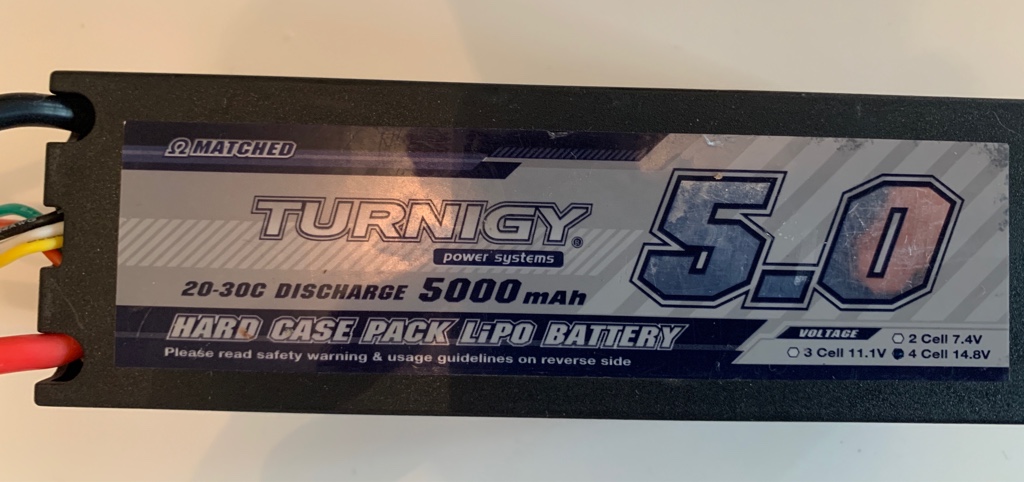 Ω MATCHED
TURNIGY®
power systems
5.0
20-30C DISCHARGE 5000mAh
HARD CASE PACK LiPO BATTERY
Please read safety warning & usage guidelines on reverse side
VOLTAGE
2 Cell 7.4V
3 Cell 11.1V 4 Cell 14.8V